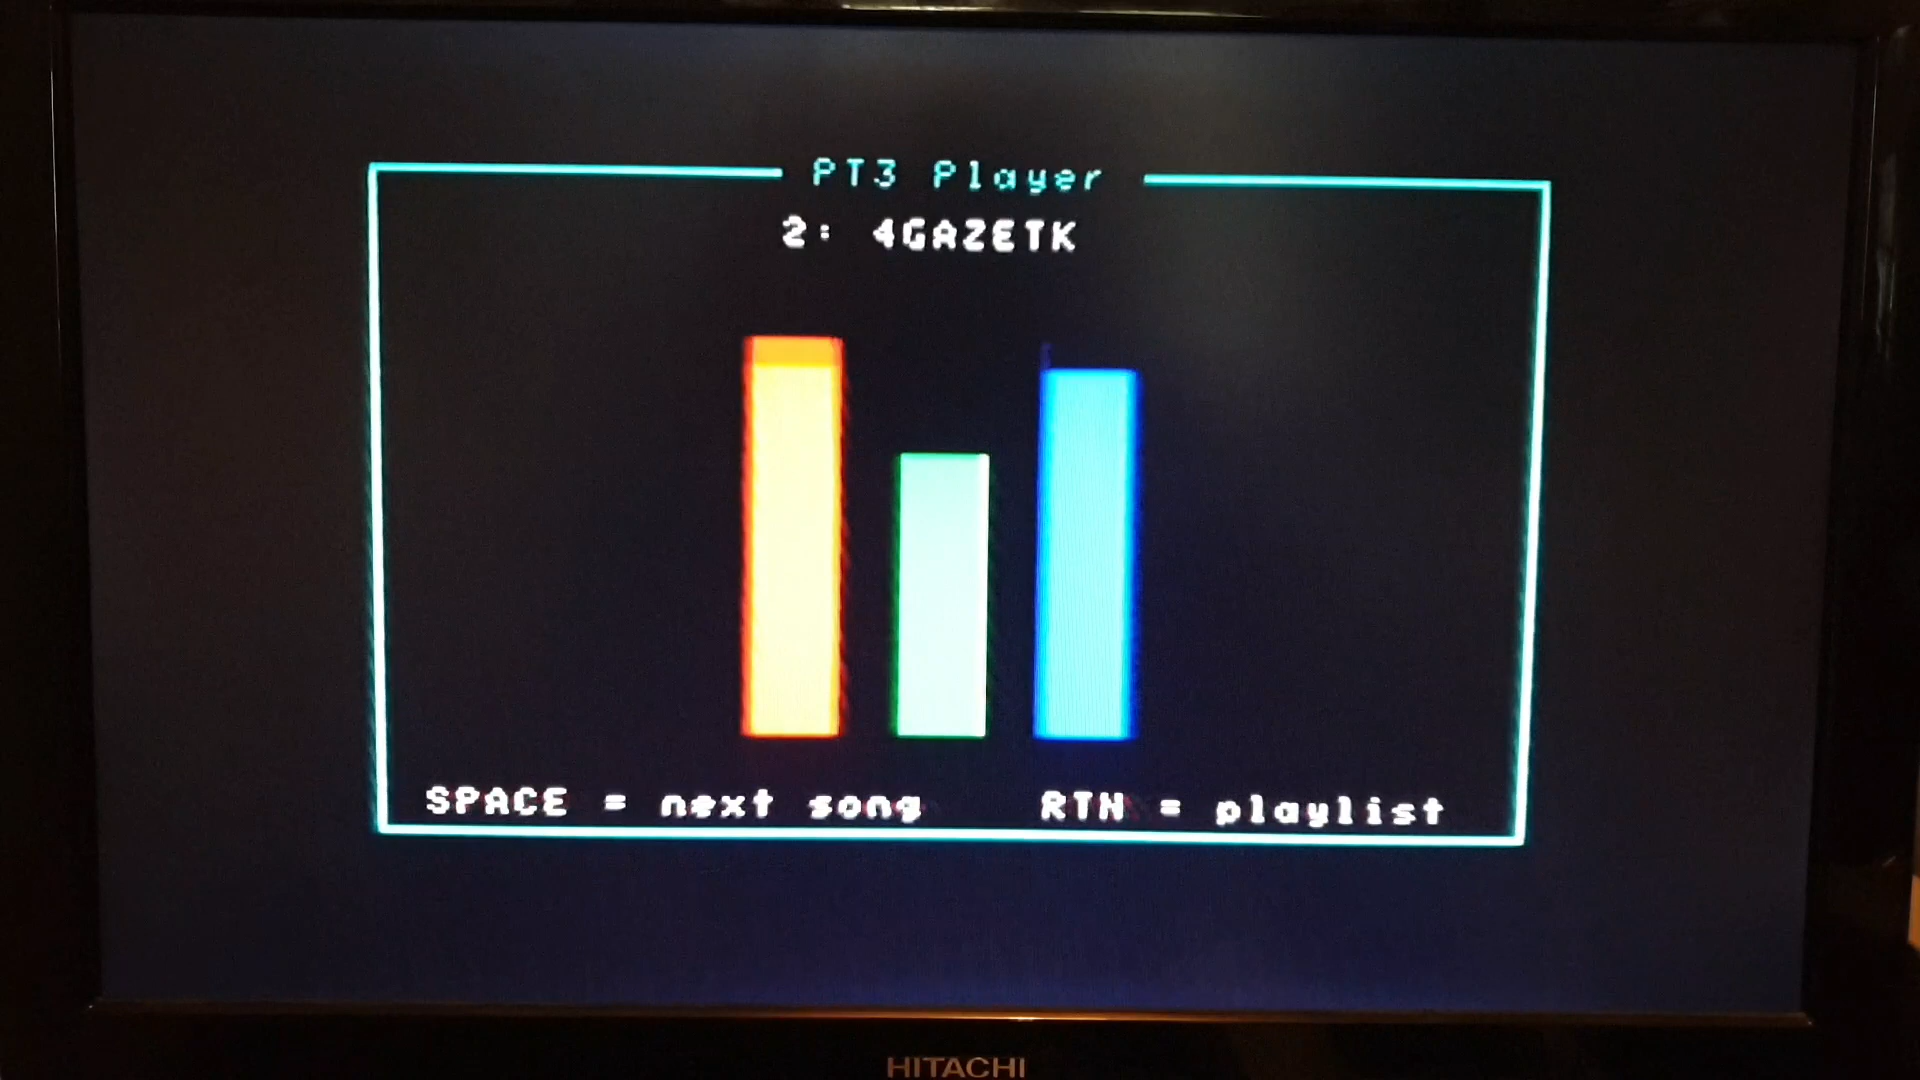 PT3 Player
2: 4GAZETK
SPACE = next song RTN = playlist
HITACHI